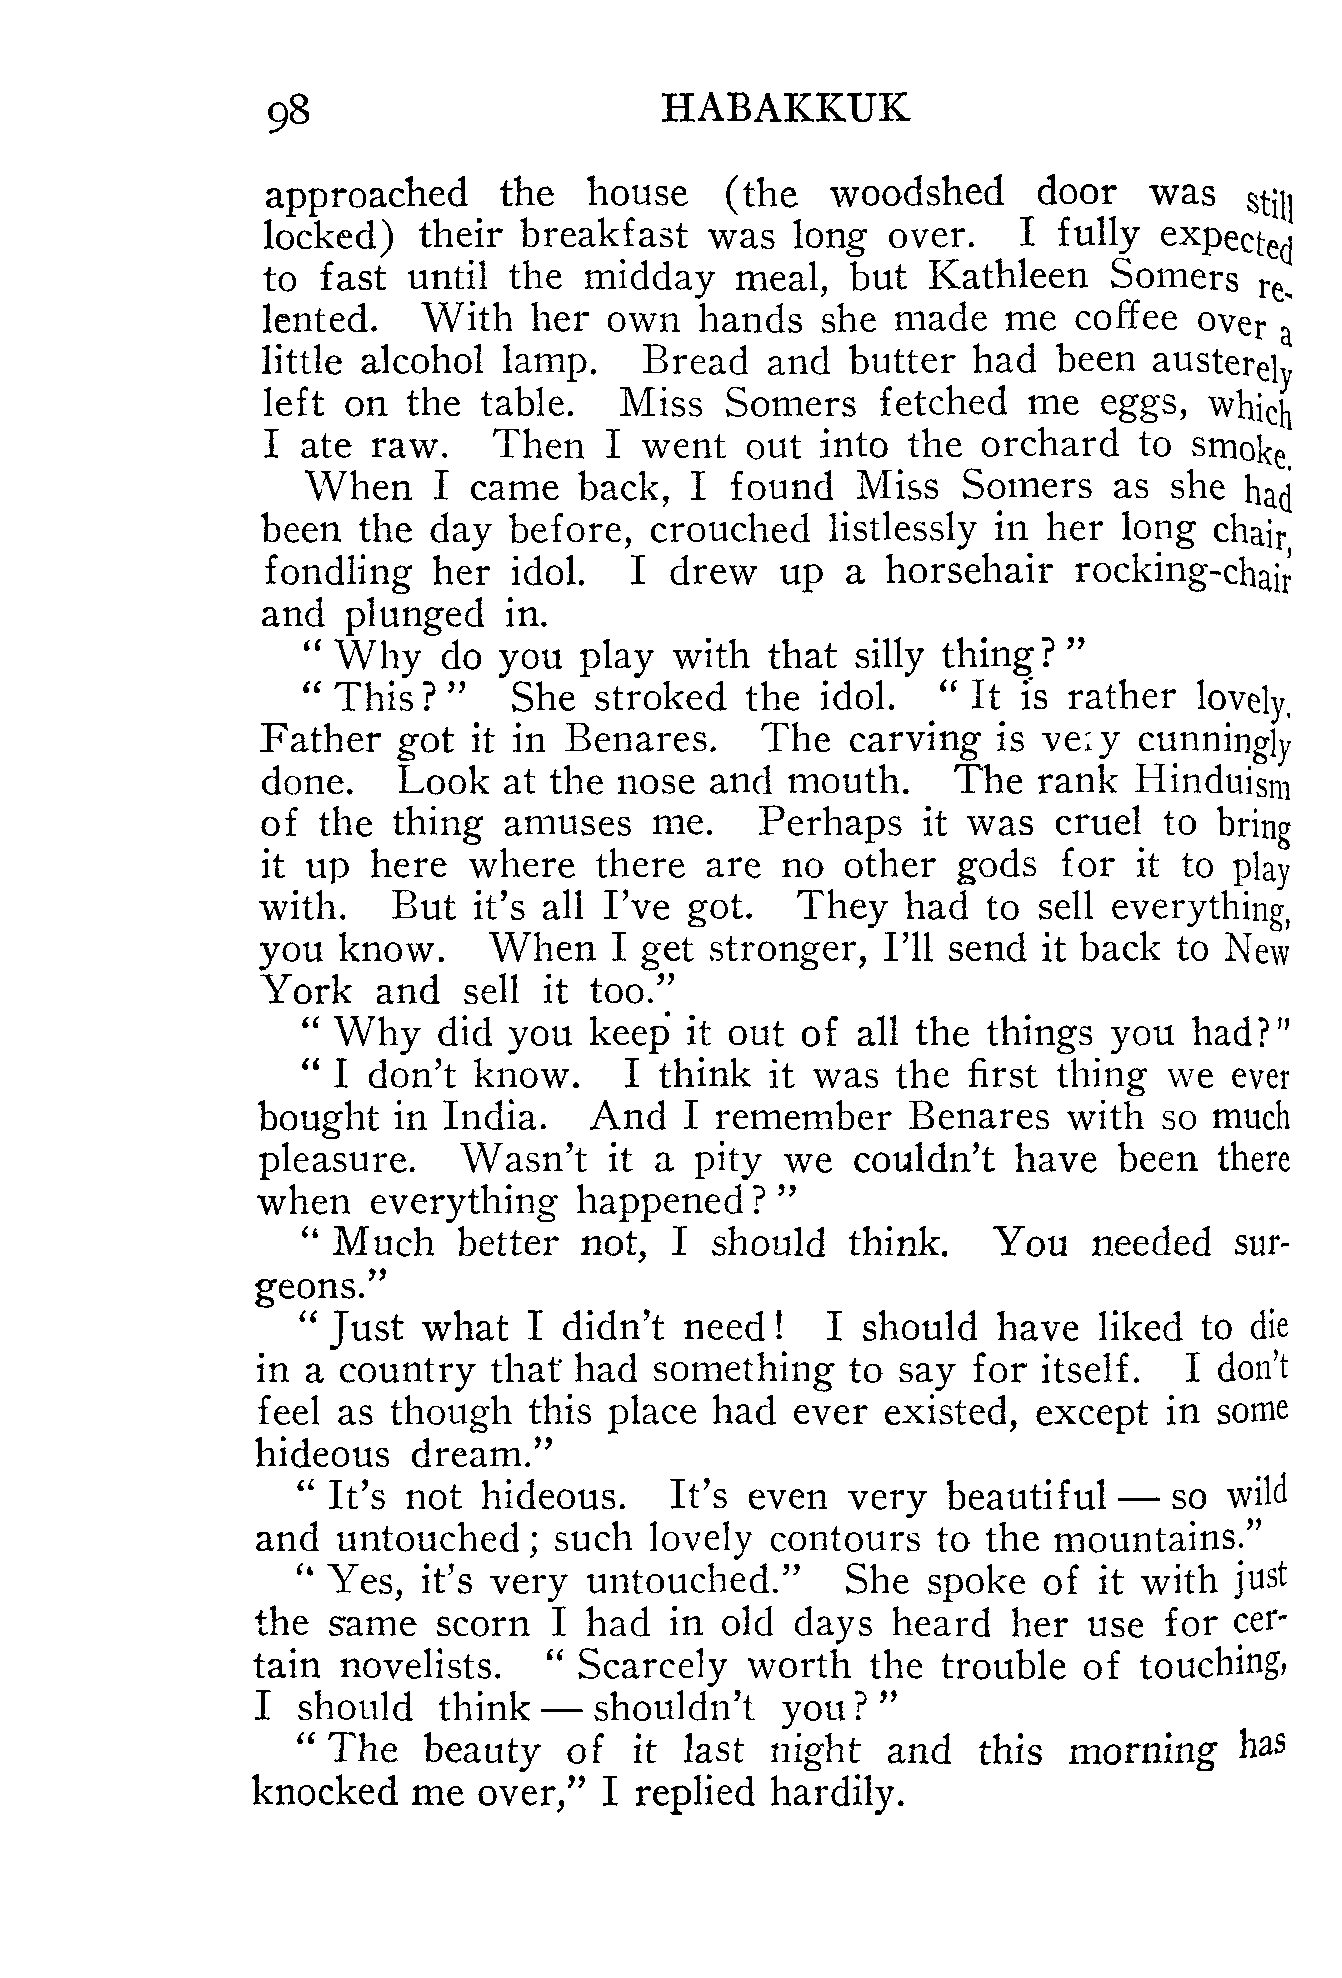 98 HABAKKUK
approached the house (the woodshed door was still
locked) their breakfast was long over. I fully expected
to fast until the midday meal, but Kathleen Somers re-
lented. With her own hands she made me coffee over a
little alcohol lamp. Bread and butter had been austerely
left on the table. Miss Somers fetched me eggs, which
I ate raw. Then I went out into the orchard to smoke.
When I came back, I found Miss Somers as she had
been the day before, crouched listlessly in her long chair,
fondling her idol. I drew up a horsehair rocking-chair
and plunged in.
“Why do you play with that silly thing?”
“This?” She stroked the idol. “It is rather lovely.
Father got it in Benares. The carving is very cunningly
done. Look at the nose and mouth. The rank Hinduism
of the thing amuses me. Perhaps it was cruel to bring
it up here where there are no other gods for it to play
with. But it’s all I’ve got. They had to sell everything,
you know. When I get stronger, I’ll send it back to New
York and sell it too.”
“Why did you keep it out of all the things you had?”
“I don’t know. I think it was the first thing we ever
bought in India. And I remember Benares with so much
pleasure. Wasn’t it a pity we couldn’t have been there
when everything happened?”
“Much better not, I should think. You needed sur-
geons.”
“Just what I didn’t need! I should have liked to die
in a country that had something to say for itself. I don’t
feel as though this place had ever existed, except in some
hideous dream.”
“It’s not hideous. It’s even very beautiful — so wild
and untouched; such lovely contours to the mountains.”
“Yes, it’s very untouched.” She spoke of it with just
the same scorn I had in old days heard her use for cer-
tain novelists. “Scarcely worth the trouble of touching,
I should think — shouldn’t you?”
“The beauty of it last night and this morning has
knocked me over,” I replied hardily.